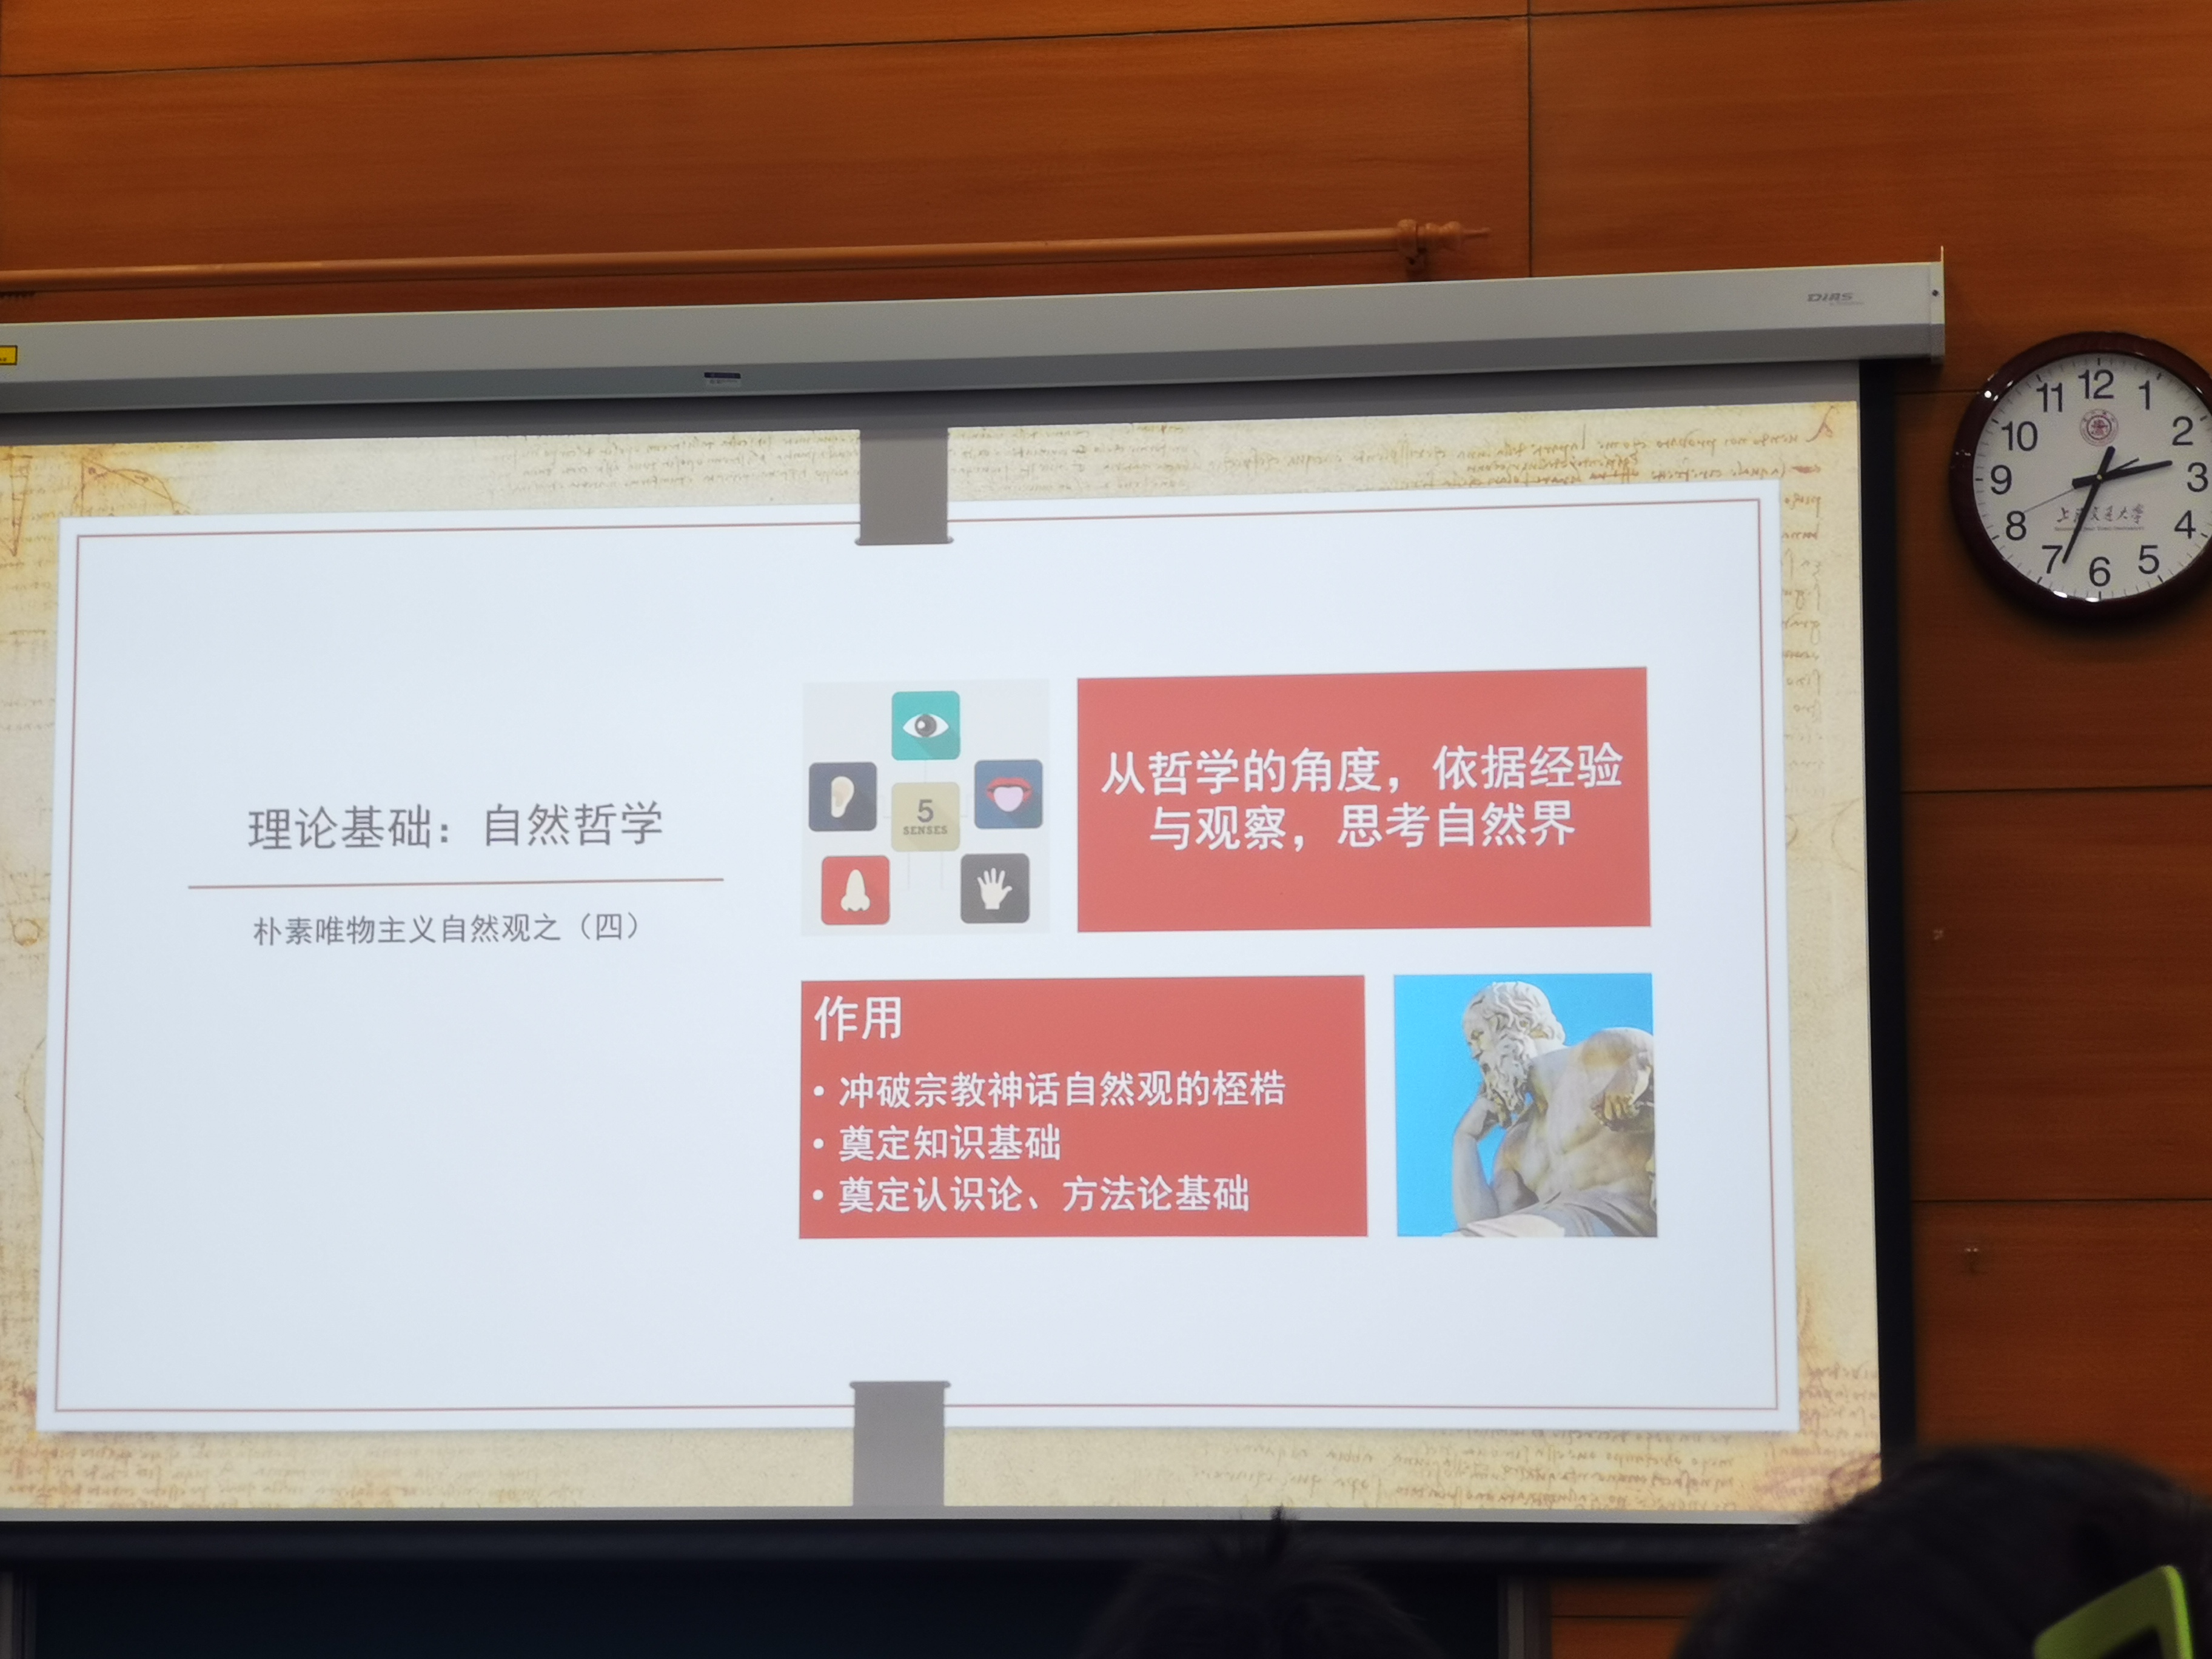 DIAS
理论基础：自然哲学
朴素唯物主义自然观之（四）
5
SENSES
从哲学的角度，依据经验
与观察，思考自然界
作用
• 冲破宗教神话自然观的桎梏
• 奠定知识基础
• 奠定认识论、方法论基础
12
1
2
3
4
5
6
7
8
9
10
11
上海交通大学